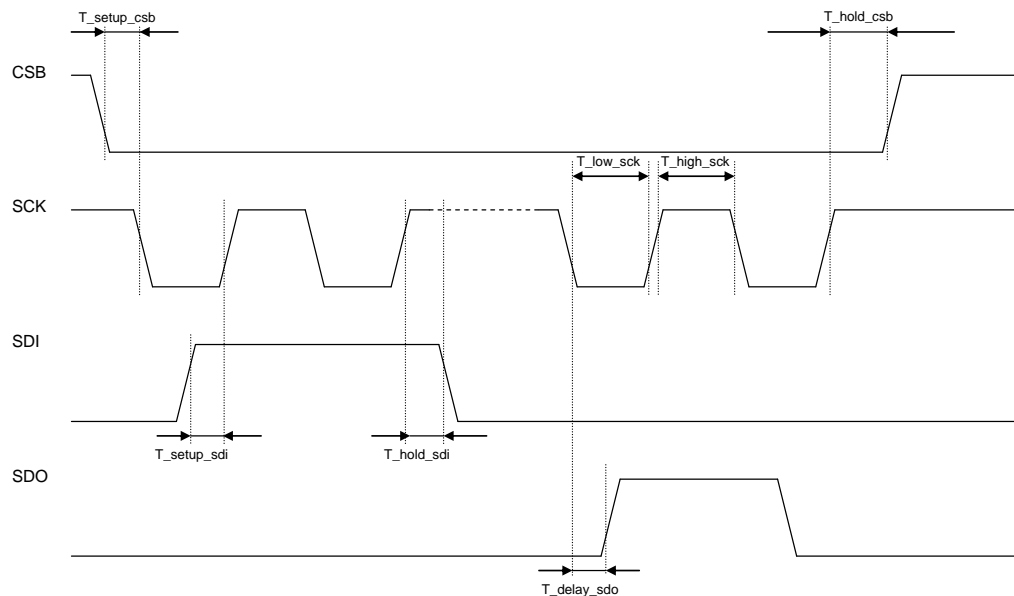 T_setup_csb
T_hold_csb
CSB
T_low_sck
T_high_sck
SCK
SDI
T_setup_sdi
T_hold_sdi
SDO
T_delay_sdo